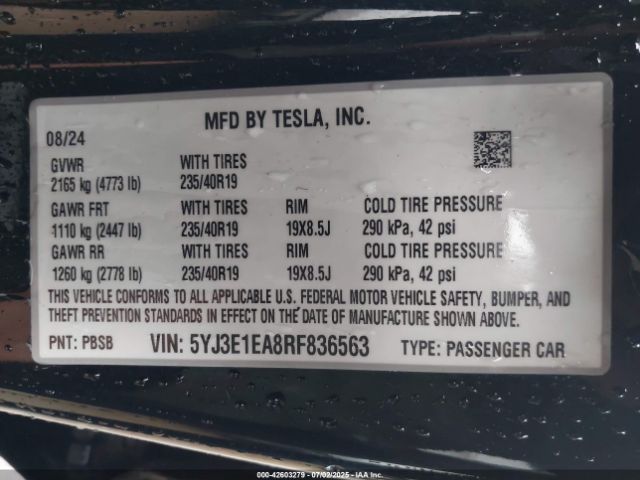 MFD BY TESLA, INC.
08/24
GVWR WITH TIRES
2165 kg (4773 lb) 235/40R19
GAWR FRT WITH TIRES RIM COLD TIRE PRESSURE
1110 kg (2447 lb) 235/40R19 19X8.5J 290 kPa, 42 psi
GAWR RR WITH TIRES RIM COLD TIRE PRESSURE
1260 kg (2778 lb) 235/40R19 19X8.5J 290 kPa, 42 psi
THIS VEHICLE CONFORMS TO ALL APPLICABLE U.S. FEDERAL MOTOR VEHICLE SAFETY, BUMPER, AND
THEFT PREVENTION STANDARDS IN EFFECT ON THE DATE OF MANUFACTURE SHOWN ABOVE.
PNT: PBSB VIN: 5YJ3E1EA8RF836563 TYPE: PASSENGER CAR
000-42603279 - 07/02/2025 - IAA Inc.